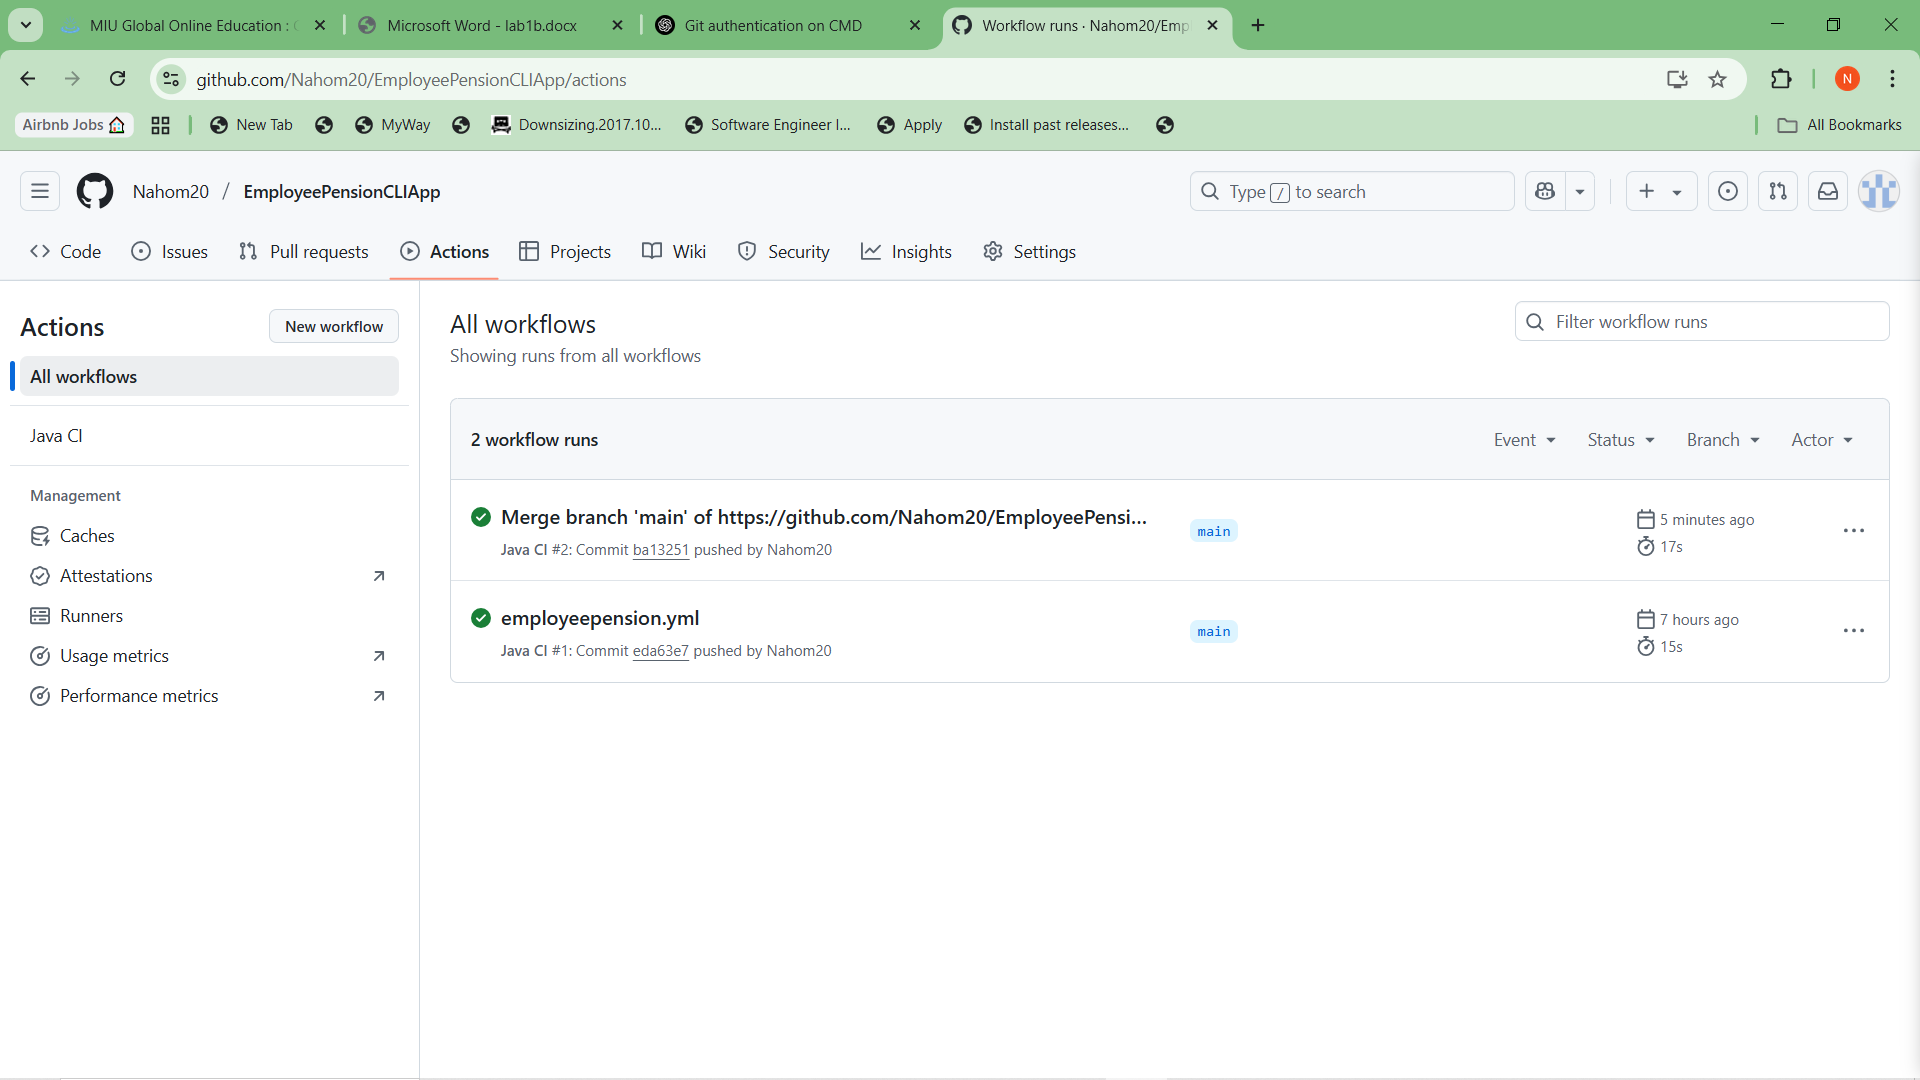 MIU Global Online Education :
Microsoft Word - lab1b.docx
Git authentication on CMD
Workflow runs · Nahom20/Emp
github.com/Nahom20/EmployeePensionCLIApp/actions
N
Airbnb Jobs
New Tab
MyWay
Downsizing.2017.10...
Software Engineer I...
Apply
Install past releases...
All Bookmarks
Nahom20 / EmployeePensionCLIApp
Type / to search
Code
Issues
Pull requests
Actions
Projects
Wiki
Security
Insights
Settings
Actions
New workflow
All workflows
Java CI
Management
Caches
Attestations
Runners
Usage metrics
Performance metrics
All workflows
Showing runs from all workflows
Filter workflow runs
2 workflow runs
Event
Status
Branch
Actor
Merge branch 'main' of https://github.com/Nahom20/EmployeePensi...
Java CI #2: Commit ba13251 pushed by Nahom20
main
5 minutes ago
17s
employeepension.yml
Java CI #1: Commit eda63e7 pushed by Nahom20
main
7 hours ago
15s